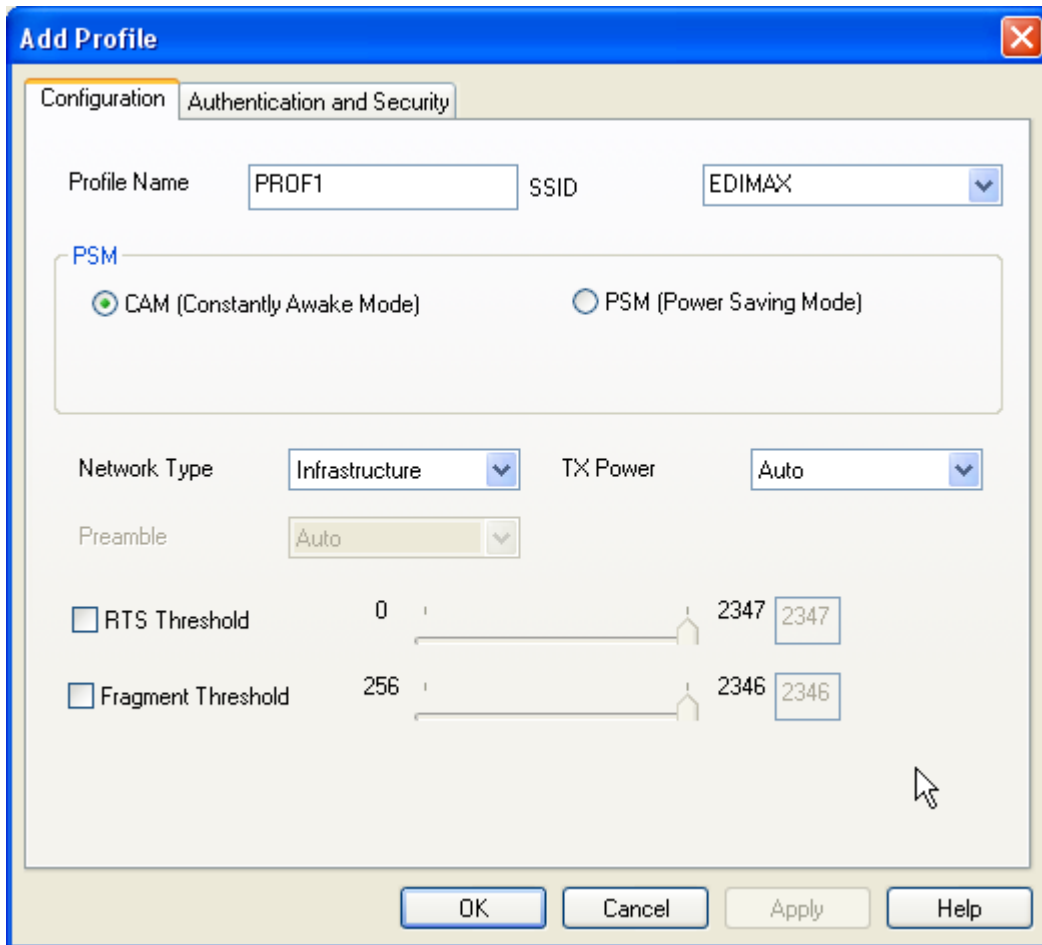 Add Profile
Configuration Authentication and Security
Profile Name PROF1 SSID EDIMAX
PSM
CAM (Constantly Awake Mode) PSM (Power Saving Mode)
Network Type Infrastructure TX Power Auto
Preamble Auto
RTS Threshold 0 2347 2347
Fragment Threshold 256 2346 2346
OK Cancel Apply Help